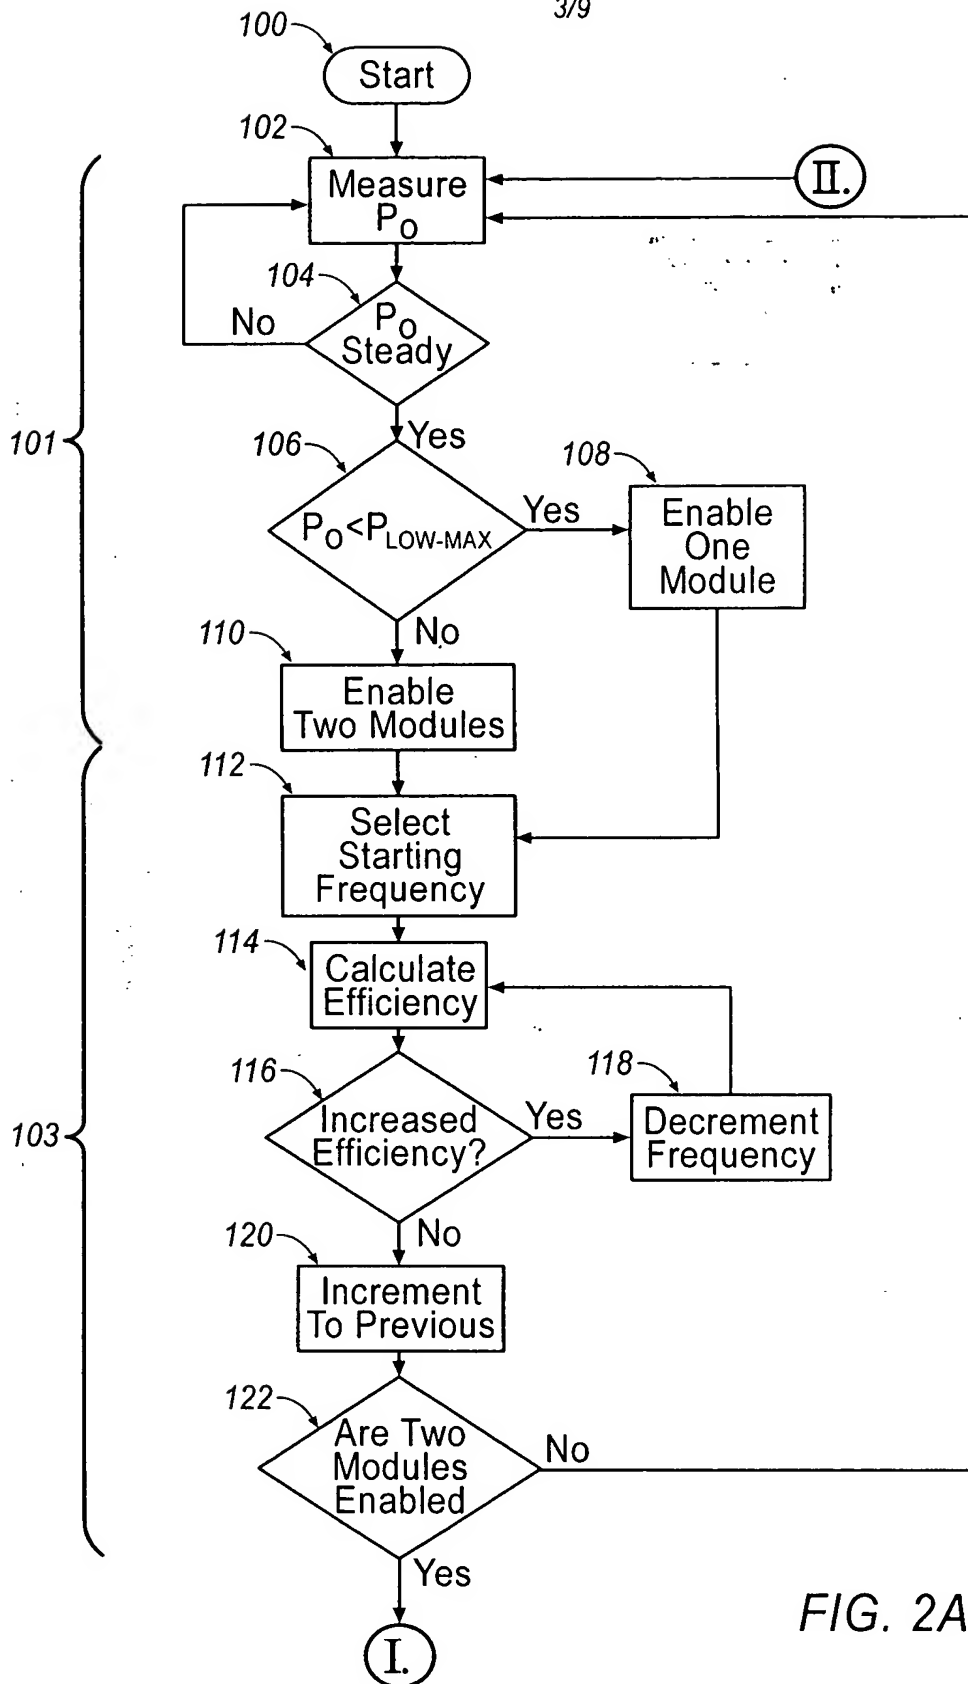 3/9
100
Start
102
Measure
Po
II.
104
Po
Steady
No
101
Yes
106
Po<PLOW-MAX
Yes
108
Enable
One
Module
No
110
Enable
Two Modules
112
Select
Starting
Frequency
114
Calculate
Efficiency
116
Increased
Efficiency?
Yes
118
Decrement
Frequency
103
No
120
Increment
To Previous
122
Are Two
Modules
Enabled
No
Yes
I.
FIG. 2A